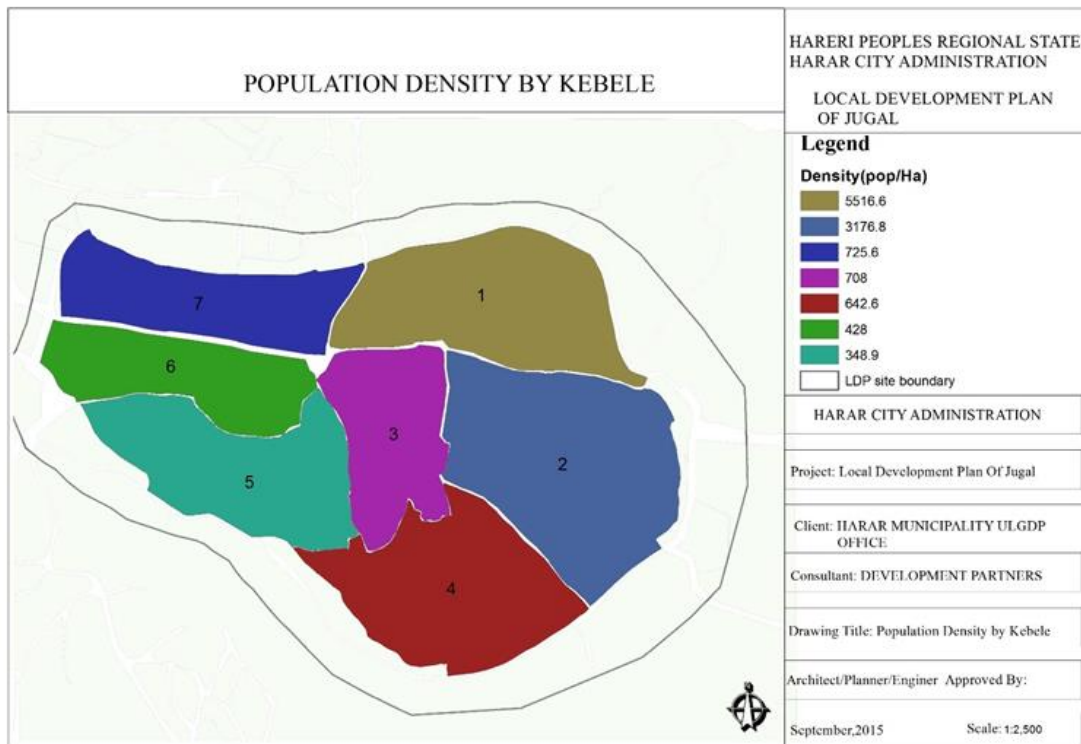 POPULATION DENSITY BY KEBELE
HARERI PEOPLES REGIONAL STATE
HARAR CITY ADMINISTRATION
LOCAL DEVELOPMENT PLAN
OF JUGAL
Legend
Density(pop/Ha)
5516.6
3176.8
725.6
708
642.6
428
348.9
LDP site boundary
7
1
6
3
2
5
4
HARAR CITY ADMINISTRATION
Project: Local Development Plan Of Jugal
Client: HARAR MUNICIPALITY ULGDP
OFFICE
Consultant: DEVELOPMENT PARTNERS
Drawing Title: Population Density by Kebele
Architect/Planner/Enginer Approved By:
September,2015 Scale: 1:2,500